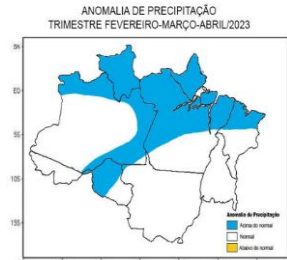 ANOMALIA DE PRECIPITAÇÃO
TRIMESTRE FEVEREIRO-MARÇO-ABRIL/2023
5N
EQ
5S
10S
15S
Anomalia de Precipitação
Acima do normal
Normal
Abaixo do normal